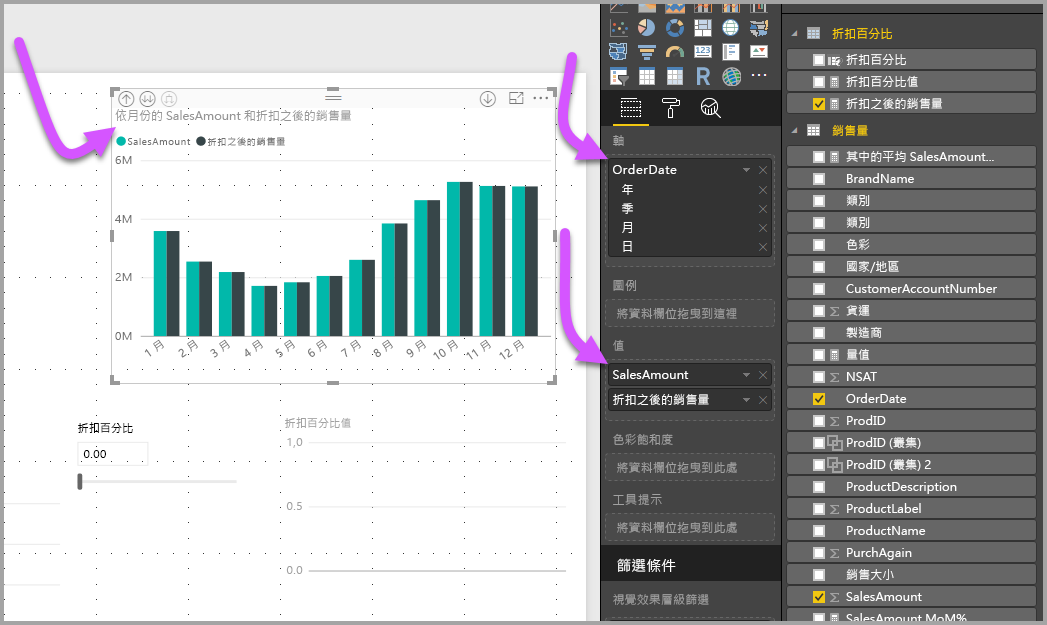 依月份的 SalesAmount 和折扣之後的銷售量
SalesAmount 折扣之後的銷售量
6M
4M
2M
0M
1 月 2 月 3 月 4 月 5 月 6 月 7 月 8 月 9 月 10 月 11 月 12 月
折扣百分比
0.00
折扣百分比值
1,0
0.5
0.0
123
R
軸
OrderDate
年
季
月
日
圖例
將資料欄位拖曳到這裡
值
SalesAmount
折扣之後的銷售量
色彩飽和度
將資料欄位拖曳到此處
工具提示
將資料欄位拖曳到此處
篩選條件
視覺效果層級篩選
折扣百分比
折扣百分比
折扣百分比值
折扣之後的銷售量
銷售量
其中的平均 SalesAmount...
BrandName
類別
類別
色彩
國家/地區
CustomerAccountNumber
Σ 貨運
製造商
量值
Σ NSAT
OrderDate
Σ ProdID
ProdID (叢集)
ProdID (叢集) 2
ProductDescription
Σ ProductLabel
ProductName
Σ PurchAgain
銷售大小
Σ SalesAmount
SalesAmount MoM%